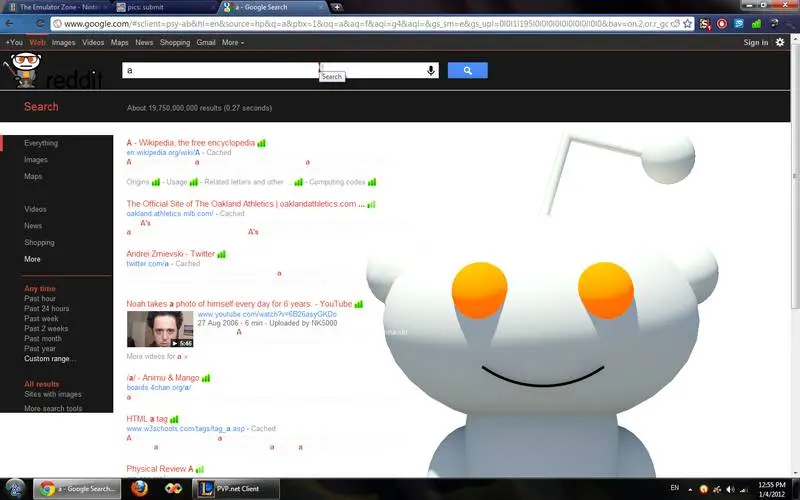 The Emulator Zone - Ninten
pics: submit
a - Google Search
www.google.com/#sclient=psy-ab&hl=en&source=hp&q=a&pbx=1&oq=a&aq=f&aqi=g4&aql=&gs_sm=e&gs_upl=
+You Web Images Videos Maps News Shopping Gmail More
Sign in
reddit
a
Search
Search
About 19,750,000,000 results (0.27 seconds)
Everything
Images
Maps
Videos
News
Shopping
More
Any time
Past hour
Past 24 hours
Past week
Past 2 weeks
Past month
Past year
Custom range...
All results
Sites with images
More search tools
A - Wikipedia, the free encyclopedia
en.wikipedia.org/wiki/A - Cached
A a a
Origins - Usage - Related letters and other ... - Computing codes
The Official Site of The Oakland Athletics | oaklandathletics.com ...
oakland.athletics.mlb.com/ - Cached
A's
a A's
Andrei Zmievski - Twitter
twitter.com/a - Cached
a
Noah takes a photo of himself every day for 6 years. - YouTube
www.youtube.com/watch?v=6B26asyGKDo
27 Aug 2006 - 6 min - Uploaded by NK5000
A
5:46
More videos for a »
/a/ - Animu & Mango
boards.4chan.org/a/
a
HTML a tag
www.w3schools.com/tags/tag_a.asp - Cached
A a
a a a
Physical Review A
a - Google Search...
PVP.net Client
EN
12:55 PM
1/4/2012